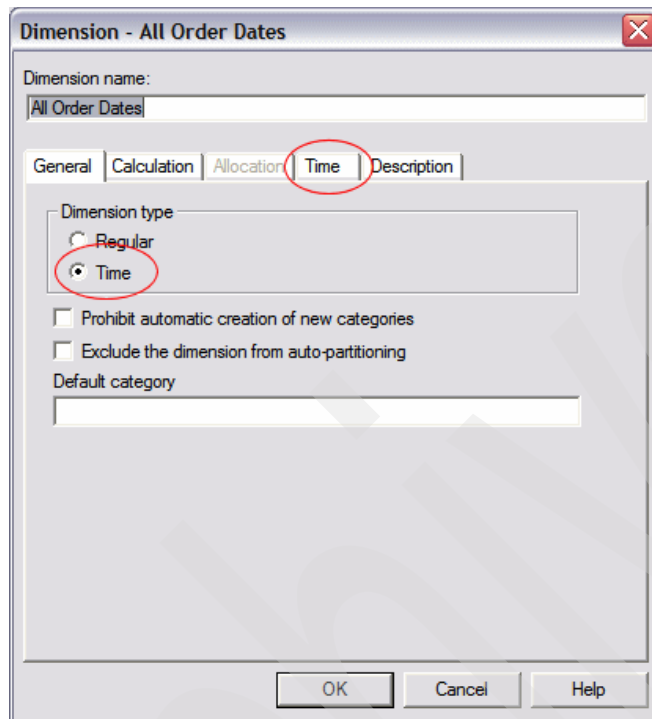 Dimension - All Order Dates
Dimension name:
All Order Dates
General Calculation Allocation Time Description
Dimension type
Regular
Time
Prohibit automatic creation of new categories
Exclude the dimension from auto-partitioning
Default category
OK Cancel Help